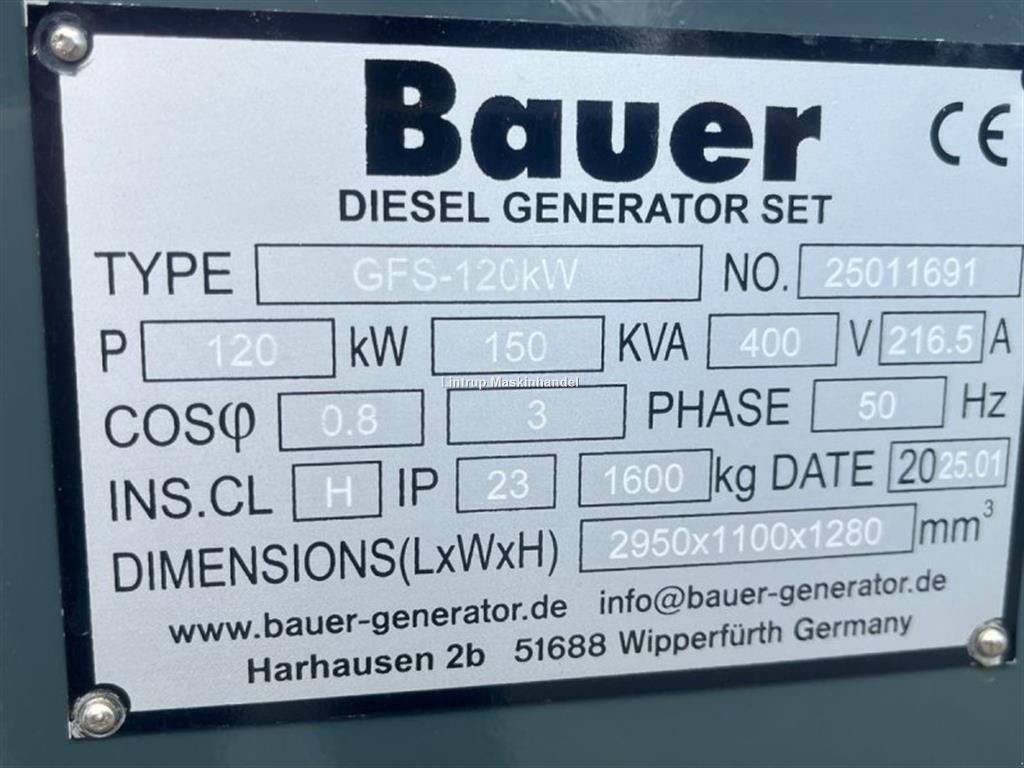 Bauer CE
DIESEL GENERATOR SET
TYPE GFS-120kW NO. 25011691
P 120 kW 150 KVA 400 V 216.5 A
Lintrup Maskinhandel
COSφ 0.8 3 PHASE 50 Hz
INS.CL H IP 23 1600 kg DATE 2025.01
DIMENSIONS(LxWxH) 2950x1100x1280 mm³
www.bauer-generator.de info@bauer-generator.de
Harhausen 2b 51688 Wipperfürth Germany